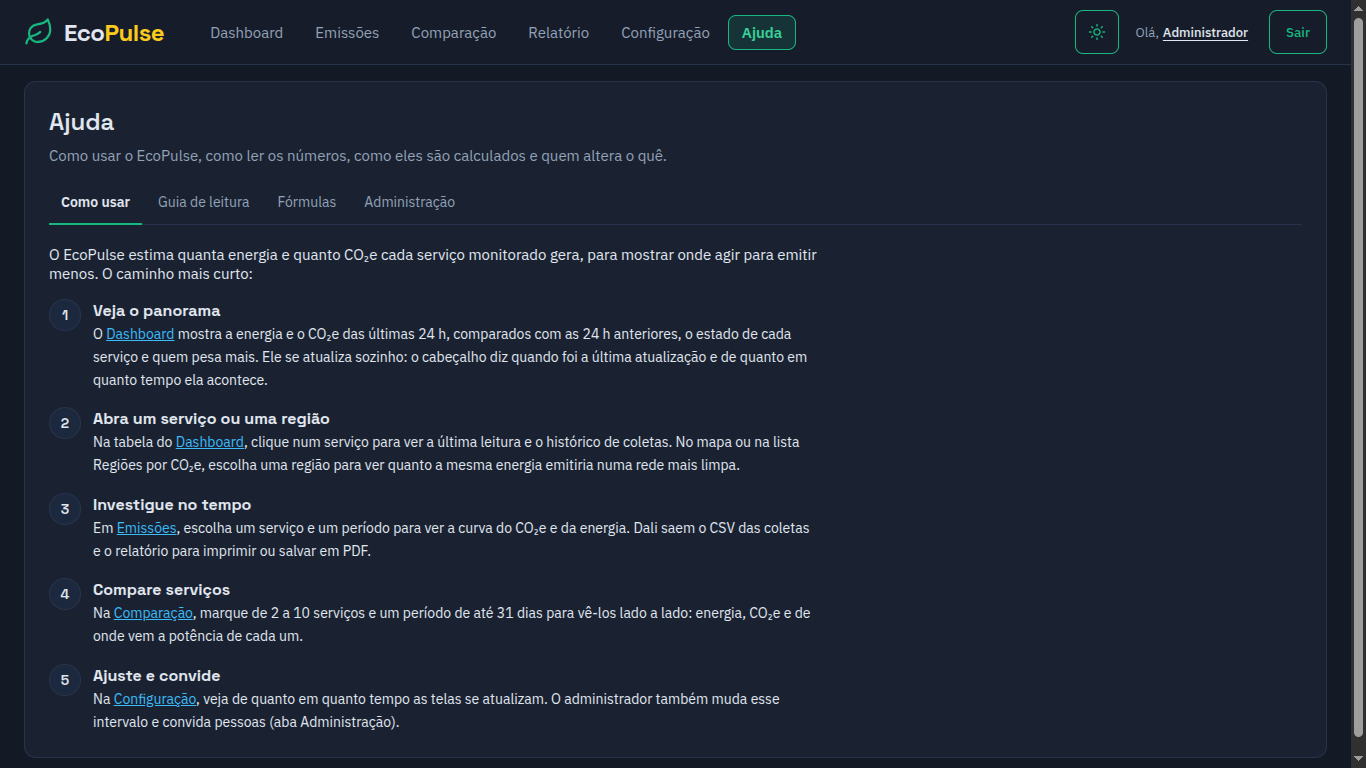 EcoPulse
Dashboard
Emissões
Comparação
Relatório
Configuração
Ajuda
Olá, Administrador
Sair
Ajuda
Como usar o EcoPulse, como ler os números, como eles são calculados e quem altera o quê.
Como usar
Guia de leitura
Fórmulas
Administração
O EcoPulse estima quanta energia e quanto CO₂e cada serviço monitorado gera, para mostrar onde agir para emitir
menos. O caminho mais curto:
1
Veja o panorama
O Dashboard mostra a energia e o CO₂e das últimas 24 h, comparados com as 24 h anteriores, o estado de cada
serviço e quem pesa mais. Ele se atualiza sozinho: o cabeçalho diz quando foi a última atualização e de quanto em
quanto tempo ela acontece.
2
Abra um serviço ou uma região
Na tabela do Dashboard, clique num serviço para ver a última leitura e o histórico de coletas. No mapa ou na lista
Regiões por CO₂e, escolha uma região para ver quanto a mesma energia emitiria numa rede mais limpa.
3
Investigue no tempo
Em Emissões, escolha um serviço e um período para ver a curva do CO₂e e da energia. Dali saem o CSV das coletas
e o relatório para imprimir ou salvar em PDF.
4
Compare serviços
Na Comparação, marque de 2 a 10 serviços e um período de até 31 dias para vê-los lado a lado: energia, CO₂e e de
onde vem a potência de cada um.
5
Ajuste e convide
Na Configuração, veja de quanto em quanto tempo as telas se atualizam. O administrador também muda esse
intervalo e convida pessoas (aba Administração).